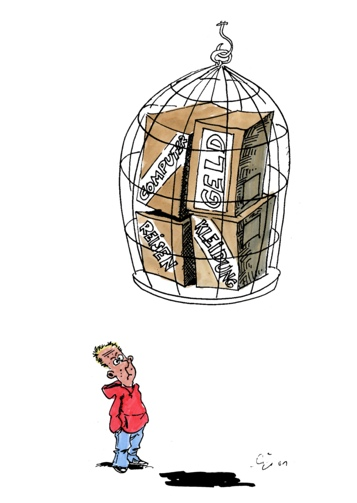 COMPUTER
GELD
REISEN
KLEIDUNG